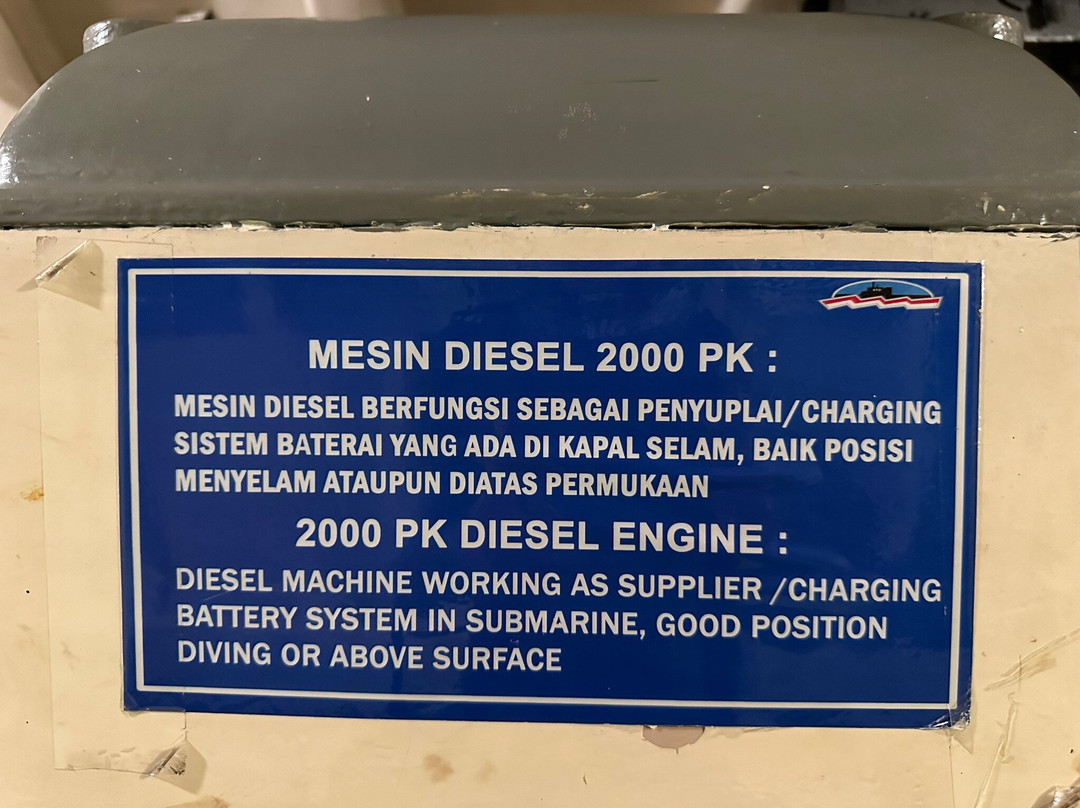 MESIN DIESEL 2000 PK :
MESIN DIESEL BERFUNGSI SEBAGAI PENYUPLAI/CHARGING
SISTEM BATERAI YANG ADA DI KAPAL SELAM, BAIK POSISI
MENYELAM ATAUPUN DIATAS PERMUKAAN
2000 PK DIESEL ENGINE :
DIESEL MACHINE WORKING AS SUPPLIER /CHARGING
BATTERY SYSTEM IN SUBMARINE, GOOD POSITION
DIVING OR ABOVE SURFACE